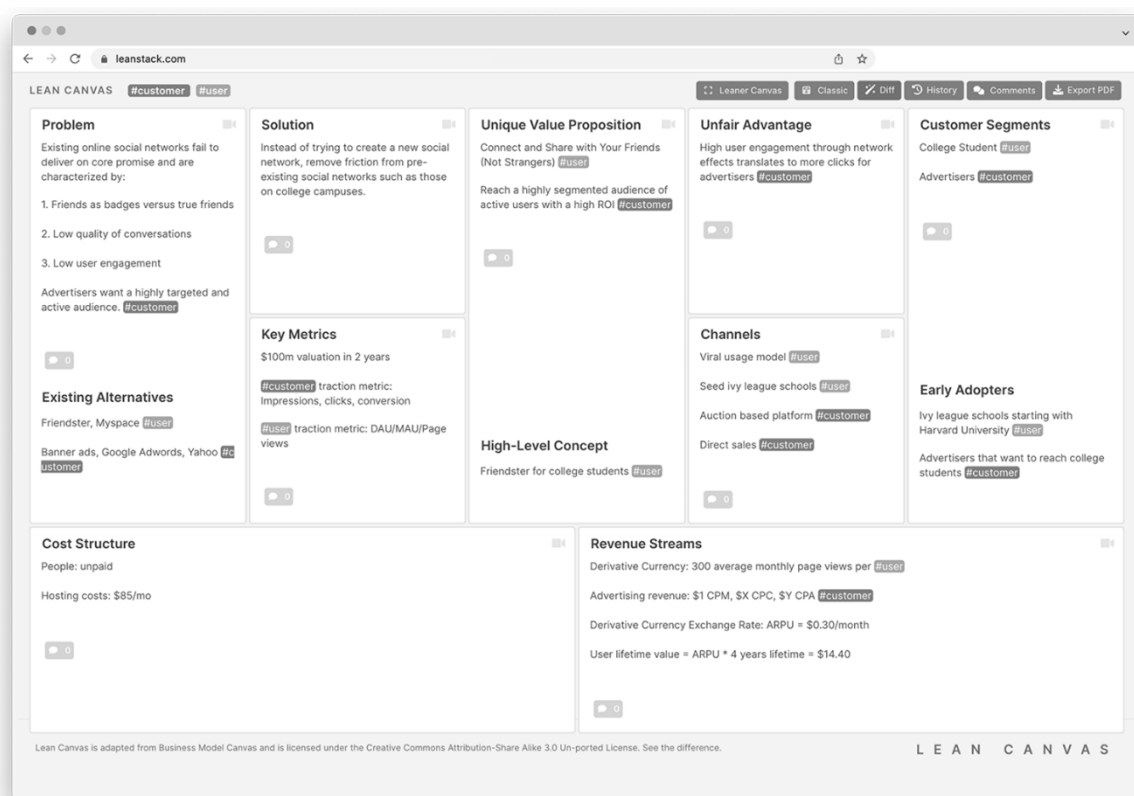 leanstack.com
LEAN CANVAS #customer #user
Leaner Canvas Classic Diff History Comments Export PDF
Problem
Existing online social networks fail to
deliver on core promise and are
characterized by:
1. Friends as badges versus true friends
2. Low quality of conversations
3. Low user engagement
Advertisers want a highly targeted and
active audience. #customer
0
Existing Alternatives
Friendster, Myspace #user
Banner ads, Google Adwords, Yahoo #c
ustomer
Solution
Instead of trying to create a new social
network, remove friction from pre-
existing social networks such as those
on college campuses.
0
Key Metrics
$100m valuation in 2 years
#customer traction metric:
Impressions, clicks, conversion
#user traction metric: DAU/MAU/Page
views
0
Unique Value Proposition
Connect and Share with Your Friends
(Not Strangers) #user
Reach a highly segmented audience of
active users with a high ROI #customer
0
High-Level Concept
Friendster for college students #user
Unfair Advantage
High user engagement through network
effects translates to more clicks for
advertisers #customer
0
Channels
Viral usage model #user
Seed ivy league schools #user
Auction based platform #customer
Direct sales #customer
0
Customer Segments
College Student #user
Advertisers #customer
0
Early Adopters
Ivy league schools starting with
Harvard University #user
Advertisers that want to reach college
students #customer
Cost Structure
People: unpaid
Hosting costs: $85/mo
0
Revenue Streams
Derivative Currency: 300 average monthly page views per #user
Advertising revenue: $1 CPM, $X CPC, $Y CPA #customer
Derivative Currency Exchange Rate: ARPU = $0.30/month
User lifetime value = ARPU * 4 years lifetime = $14.40
0
Lean Canvas is adapted from Business Model Canvas and is licensed under the Creative Commons Attribution-Share Alike 3.0 Un-ported License. See the difference.
LEAN CANVAS